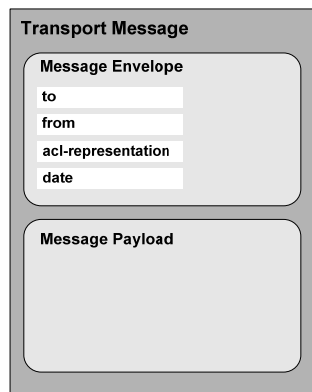 Transport Message
Message Envelope
to
from
acl-representation
date
Message Payload